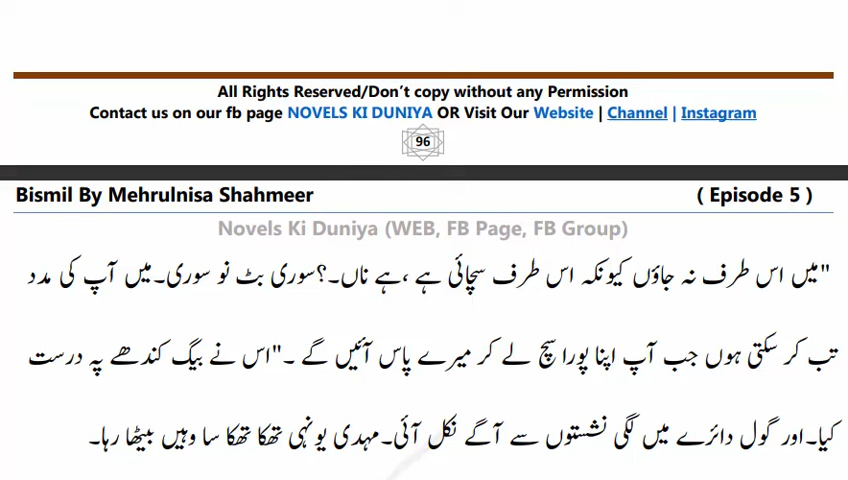 All Rights Reserved/Don’t copy without any Permission
Contact us on our fb page NOVELS KI DUNIYA OR Visit Our Website | Channel | Instagram
96
Bismil By Mehrulnisa Shahmeer ( Episode 5 )
Novels Ki Duniya (WEB, FB Page, FB Group)
"میں اس طرف نہ جاؤں کیونکہ اس طرف سچائی ہے ،ہے ناں۔؟سوری بٹ نو سوری۔میں آپ کی مدد
تب کر سکتی ہوں جب آپ اپنا پورا سچ لے کر میرے پاس آئیں گے ۔"اس نے بیگ کندھے پہ درست
کیا۔اور گول دائرے میں لگی نشستوں سے آگے نکل آئی۔مہدی یونہی تھکا تھکا سا وہیں بیٹھا رہا۔